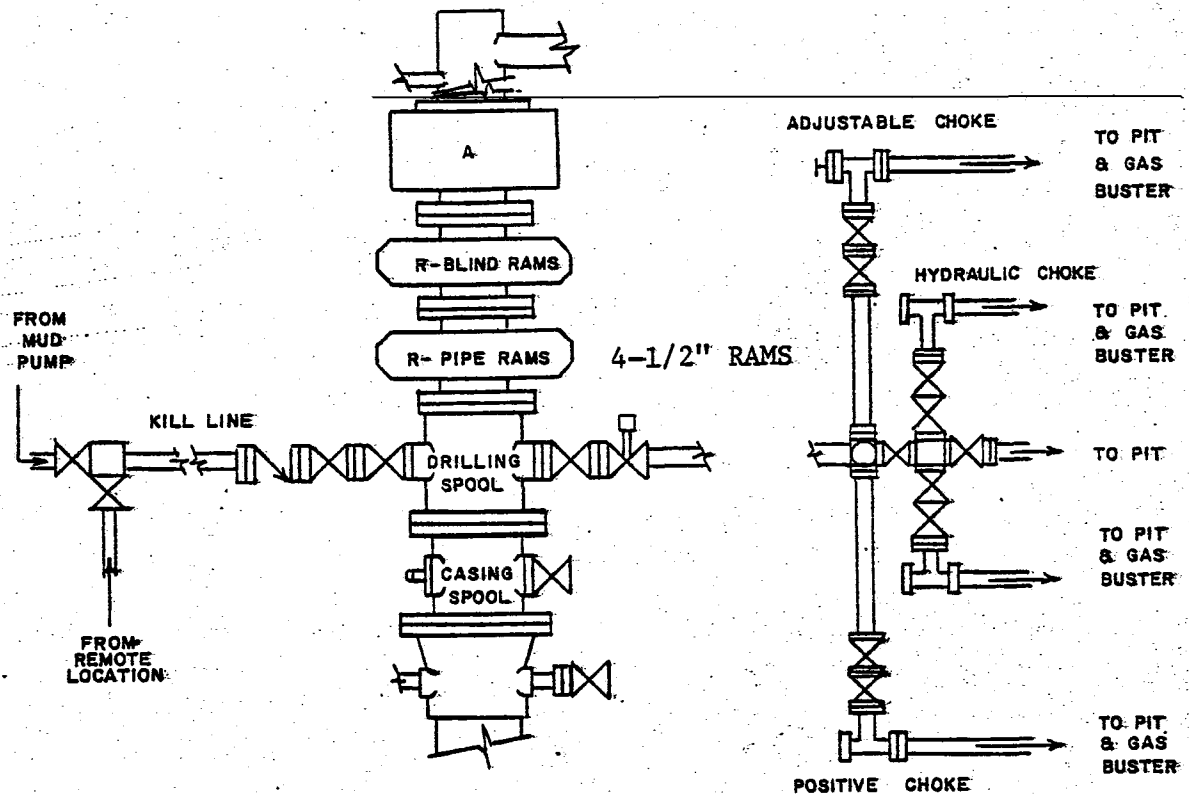 ADJUSTABLE CHOKE
TO PIT
& GAS
BUSTER
A
R-BLIND RAMS
HYDRAULIC CHOKE
TO PIT
& GAS
BUSTER
FROM
MUD
PUMP
R- PIPE RAMS
4-1/2" RAMS
KILL LINE
DRILLING
SPOOL
TO PIT
TO PIT
& GAS
BUSTER
CASING
SPOOL
FROM
REMOTE
LOCATION
TO PIT
& GAS
BUSTER
POSITIVE CHOKE